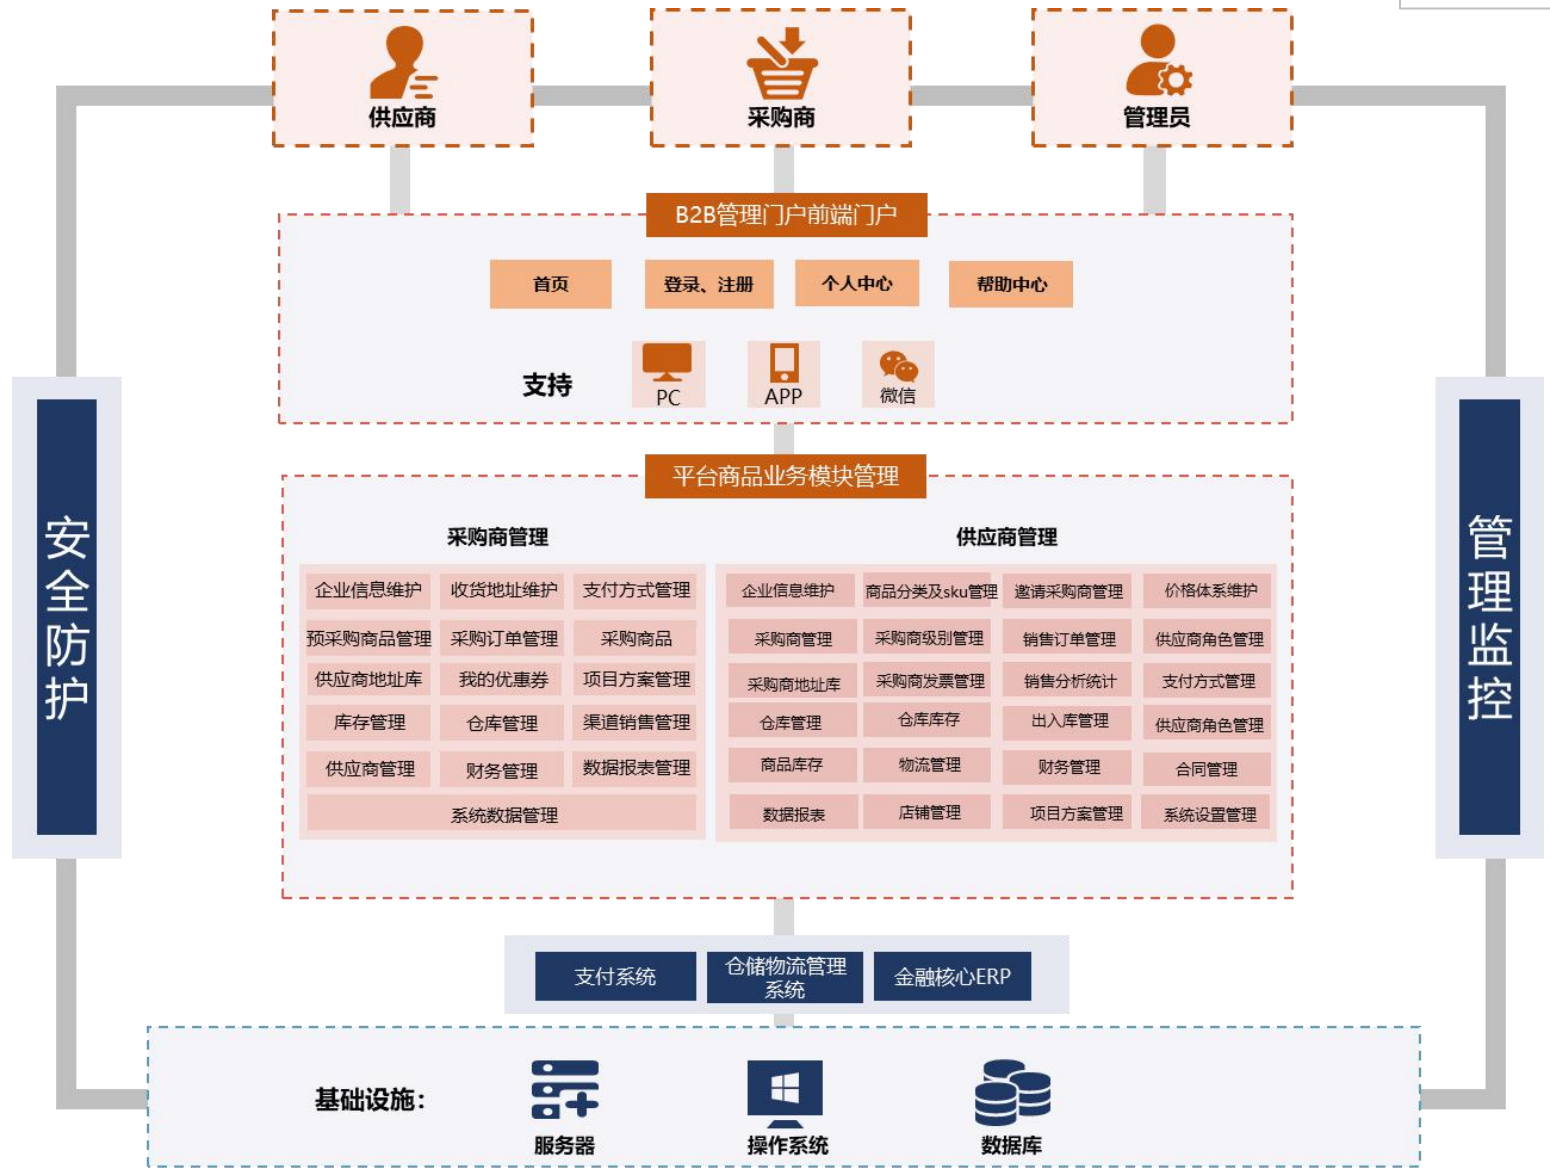 供应商
采购商
管理员
B2B管理门户前端门户
首页
登录、注册
个人中心
帮助中心
支持
PC
APP
微信
平台商品业务模块管理
采购商管理
供应商管理
企业信息维护
收货地址维护
支付方式管理
预采购商品管理
采购订单管理
采购商品
供应商地址库
我的优惠券
项目方案管理
库存管理
仓库管理
渠道销售管理
供应商管理
财务管理
数据报表管理
系统数据管理
企业信息维护
商品分类及sku管理
邀请采购商管理
价格体系维护
采购商管理
采购商级别管理
销售订单管理
供应商角色管理
采购商地址库
采购商发票管理
销售分析统计
支付方式管理
仓库管理
仓库库存
出入库管理
供应商角色管理
商品库存
物流管理
财务管理
合同管理
数据报表
店铺管理
项目方案管理
系统设置管理
安全防护
管理监控
支付系统
仓储物流管理
系统
金融核心ERP
基础设施：
服务器
操作系统
数据库